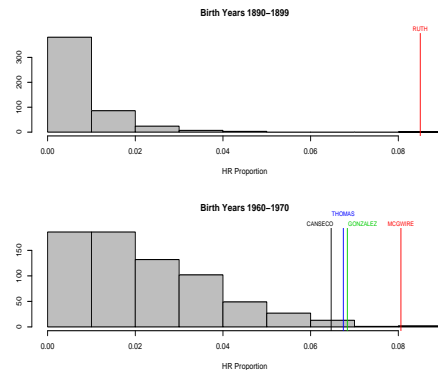 Birth Years 1890–1899
RUTH
300
200
100
0
0.00 0.02 0.04 0.06 0.08
HR Proportion
Birth Years 1960–1970
THOMAS
CANSECO GONZALEZ MCGWIRE
150
100
50
0
0.00 0.02 0.04 0.06 0.08
HR Proportion